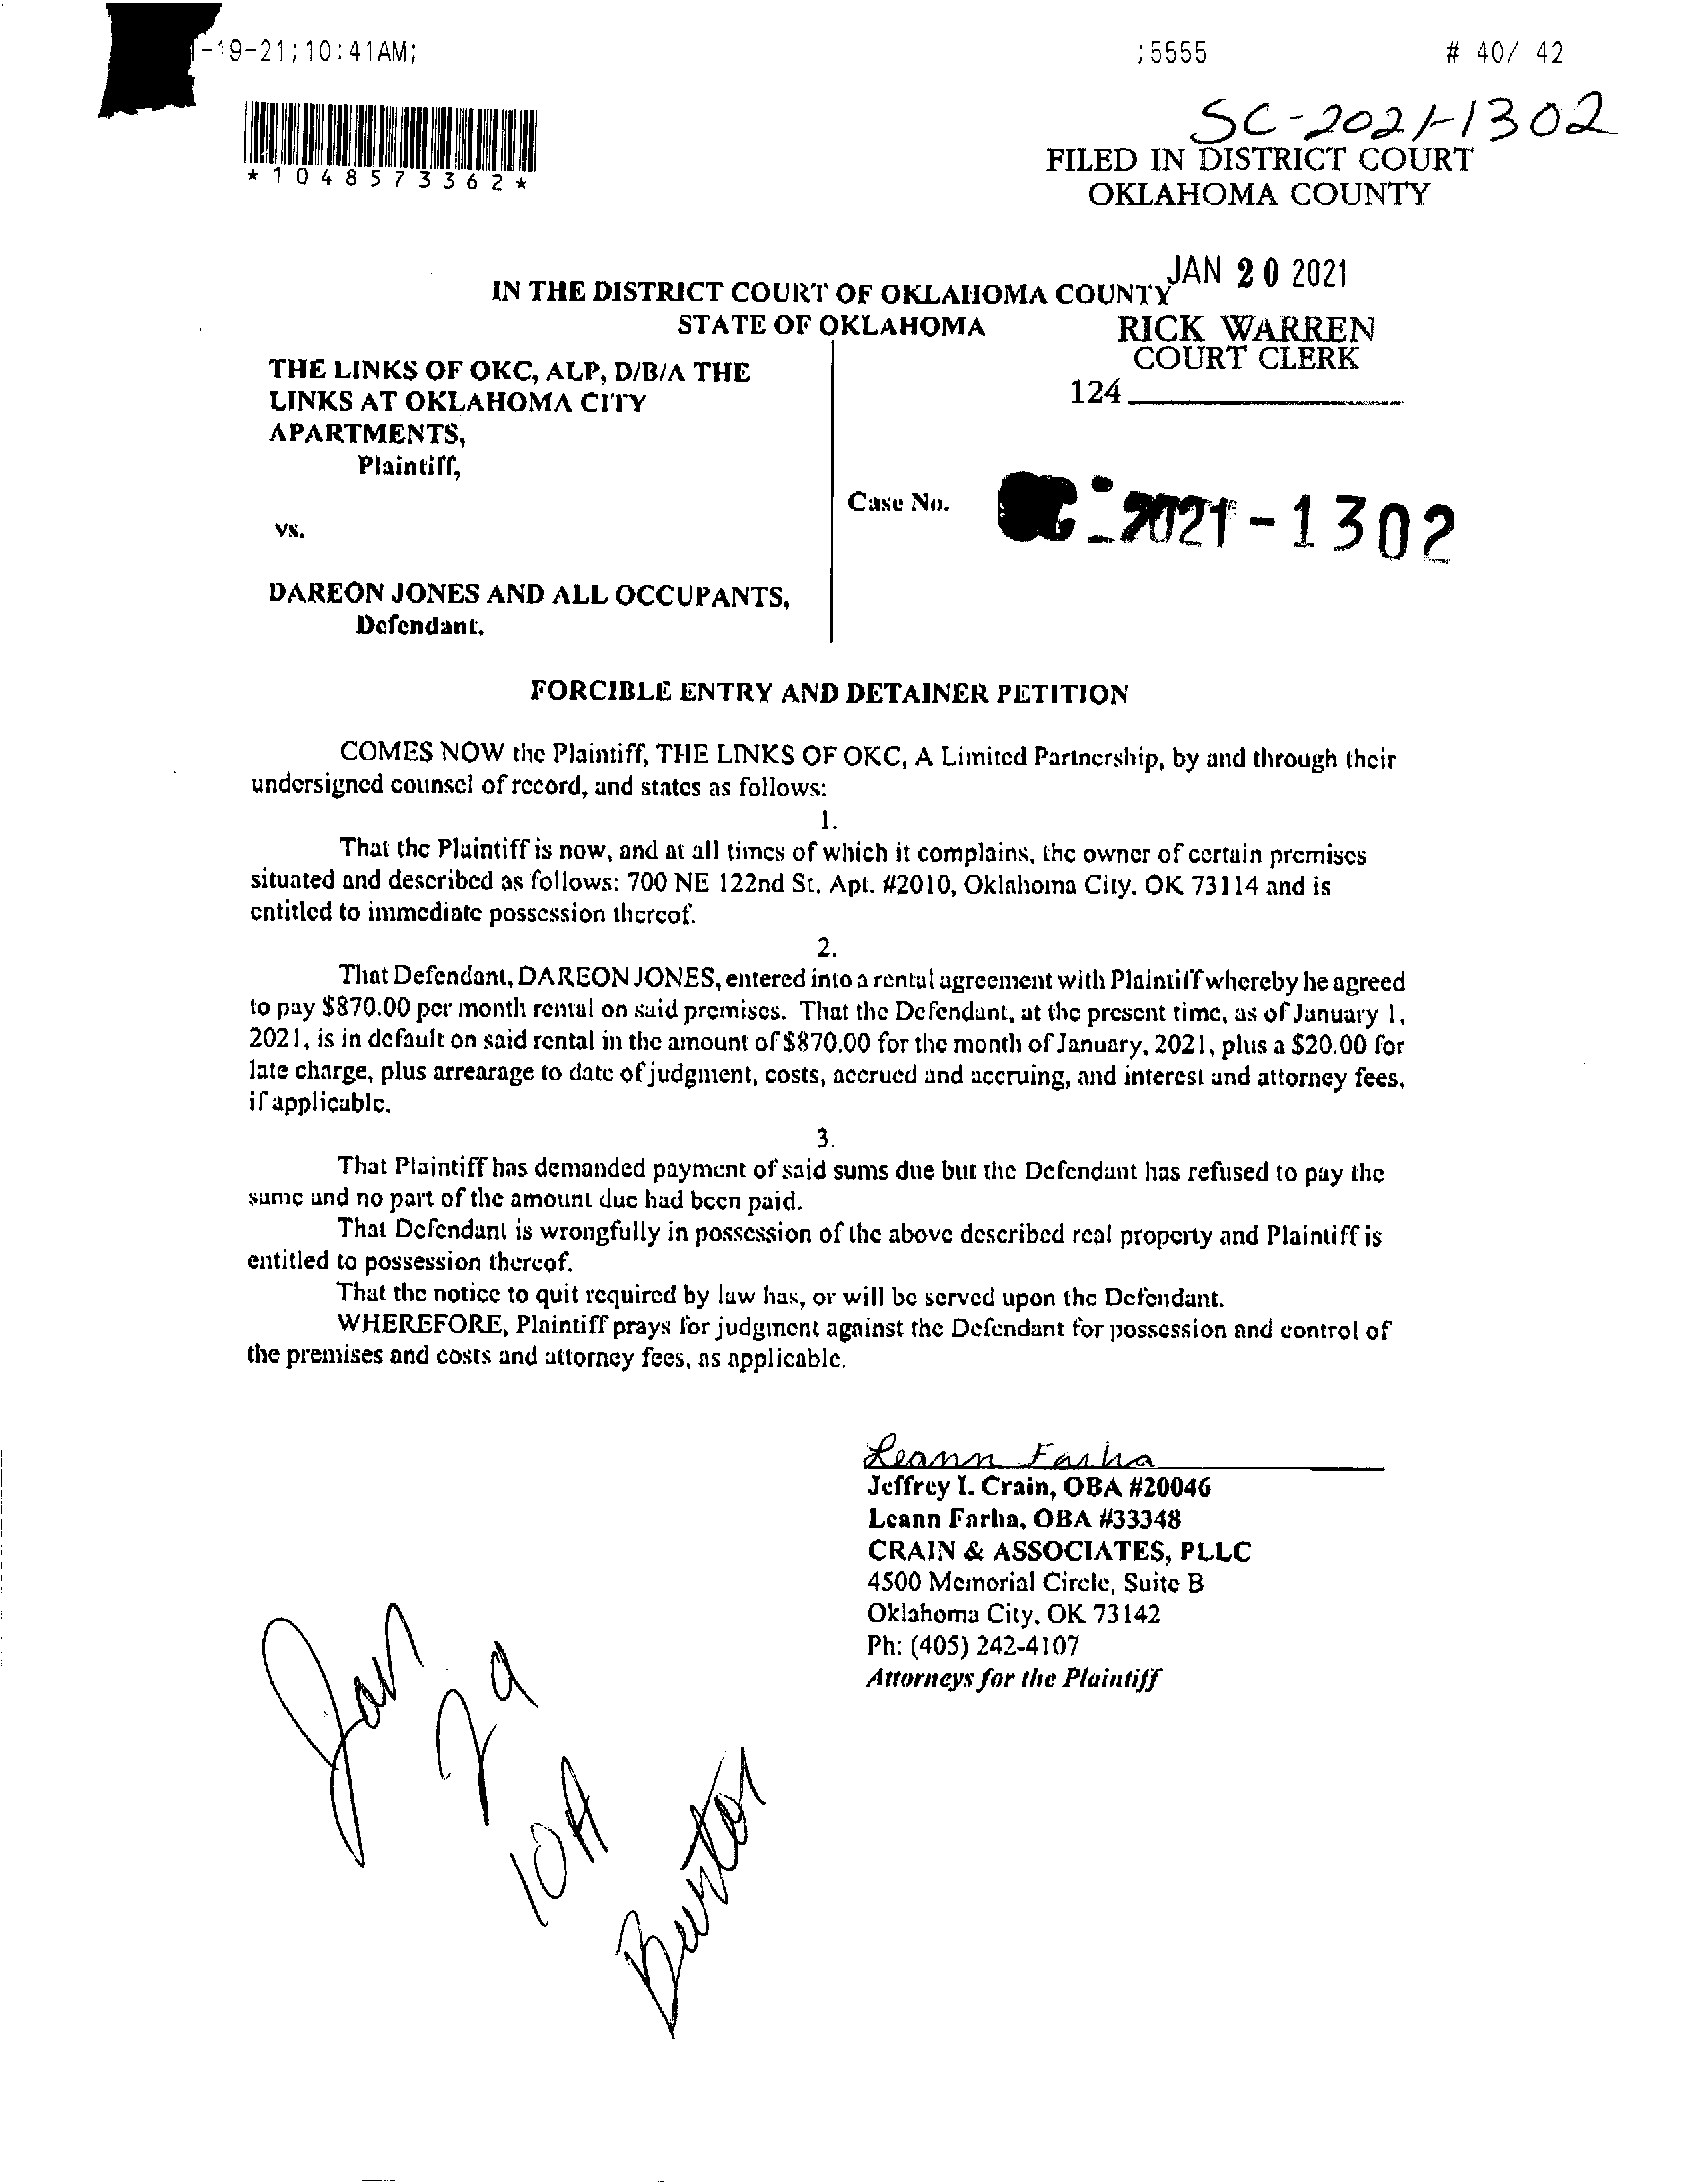 -19-21;10:41AM; ;5555 # 40/ 42
*1048573362*
SC-2021-1302
FILED IN DISTRICT COURT
OKLAHOMA COUNTY
JAN 20 2021
IN THE DISTRICT COURT OF OKLAHOMA COUNTY
STATE OF OKLAHOMA
RICK WARREN
COURT CLERK
124
THE LINKS OF OKC, ALP, D/B/A THE
LINKS AT OKLAHOMA CITY
APARTMENTS,
Plaintiff,
Case No. SC-2021-1302
vs.
DAREON JONES AND ALL OCCUPANTS,
Defendant.
FORCIBLE ENTRY AND DETAINER PETITION
COMES NOW the Plaintiff, THE LINKS OF OKC, A Limited Partnership, by and through their
undersigned counsel of record, and states as follows:
1.
That the Plaintiff is now, and at all times of which it complains, the owner of certain premises
situated and described as follows: 700 NE 122nd St. Apt. #2010, Oklahoma City. OK 73114 and is
entitled to immediate possession thereof.
2.
That Defendant, DAREON JONES, entered into a rental agreement with Plaintiff whereby he agreed
to pay $870.00 per month rental on said premises. That the Defendant, at the present time, as of January 1,
2021, is in default on said rental in the amount of $870.00 for the month of January, 2021, plus a $20.00 for
late charge, plus arrearage to date of judgment, costs, accrued and accruing, and interest and attorney fees,
if applicable.
3.
That Plaintiff has demanded payment of said sums due but the Defendant has refused to pay the
same and no part of the amount due had been paid.
That Defendant is wrongfully in possession of the above described real property and Plaintiff is
entitled to possession thereof.
That the notice to quit required by law has, or will be served upon the Defendant.
WHEREFORE, Plaintiff prays for judgment against the Defendant for possession and control of
the premises and costs and attorney fees, as applicable.
Leann Farha
Jeffrey I. Crain, OBA #20046
Leann Farha, OBA #33348
CRAIN & ASSOCIATES, PLLC
4500 Memorial Circle, Suite B
Oklahoma City, OK 73142
Ph: (405) 242-4107
Attorneys for the Plaintiff
Jan
29
10A
Burton